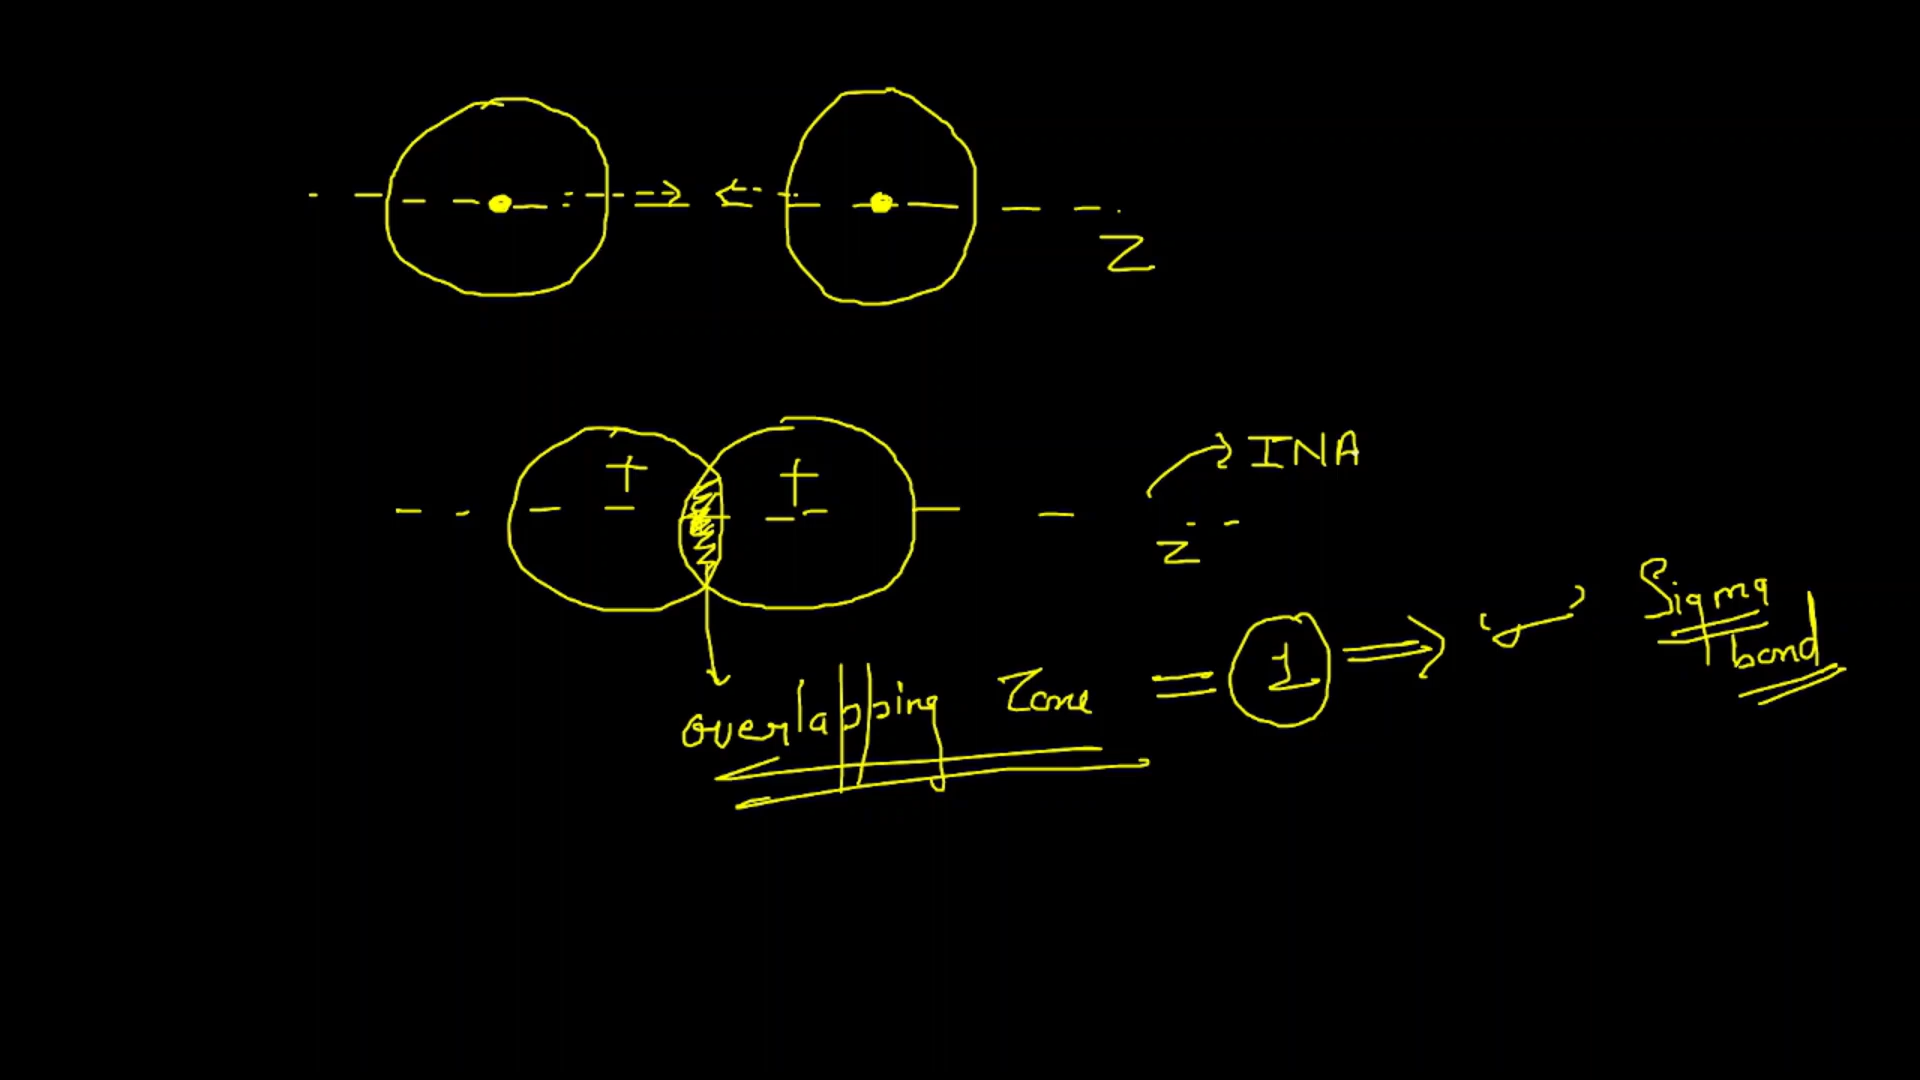 Z
+ +
INA
Z
Sigma
bond
overlapping Zone = 1 ⇒